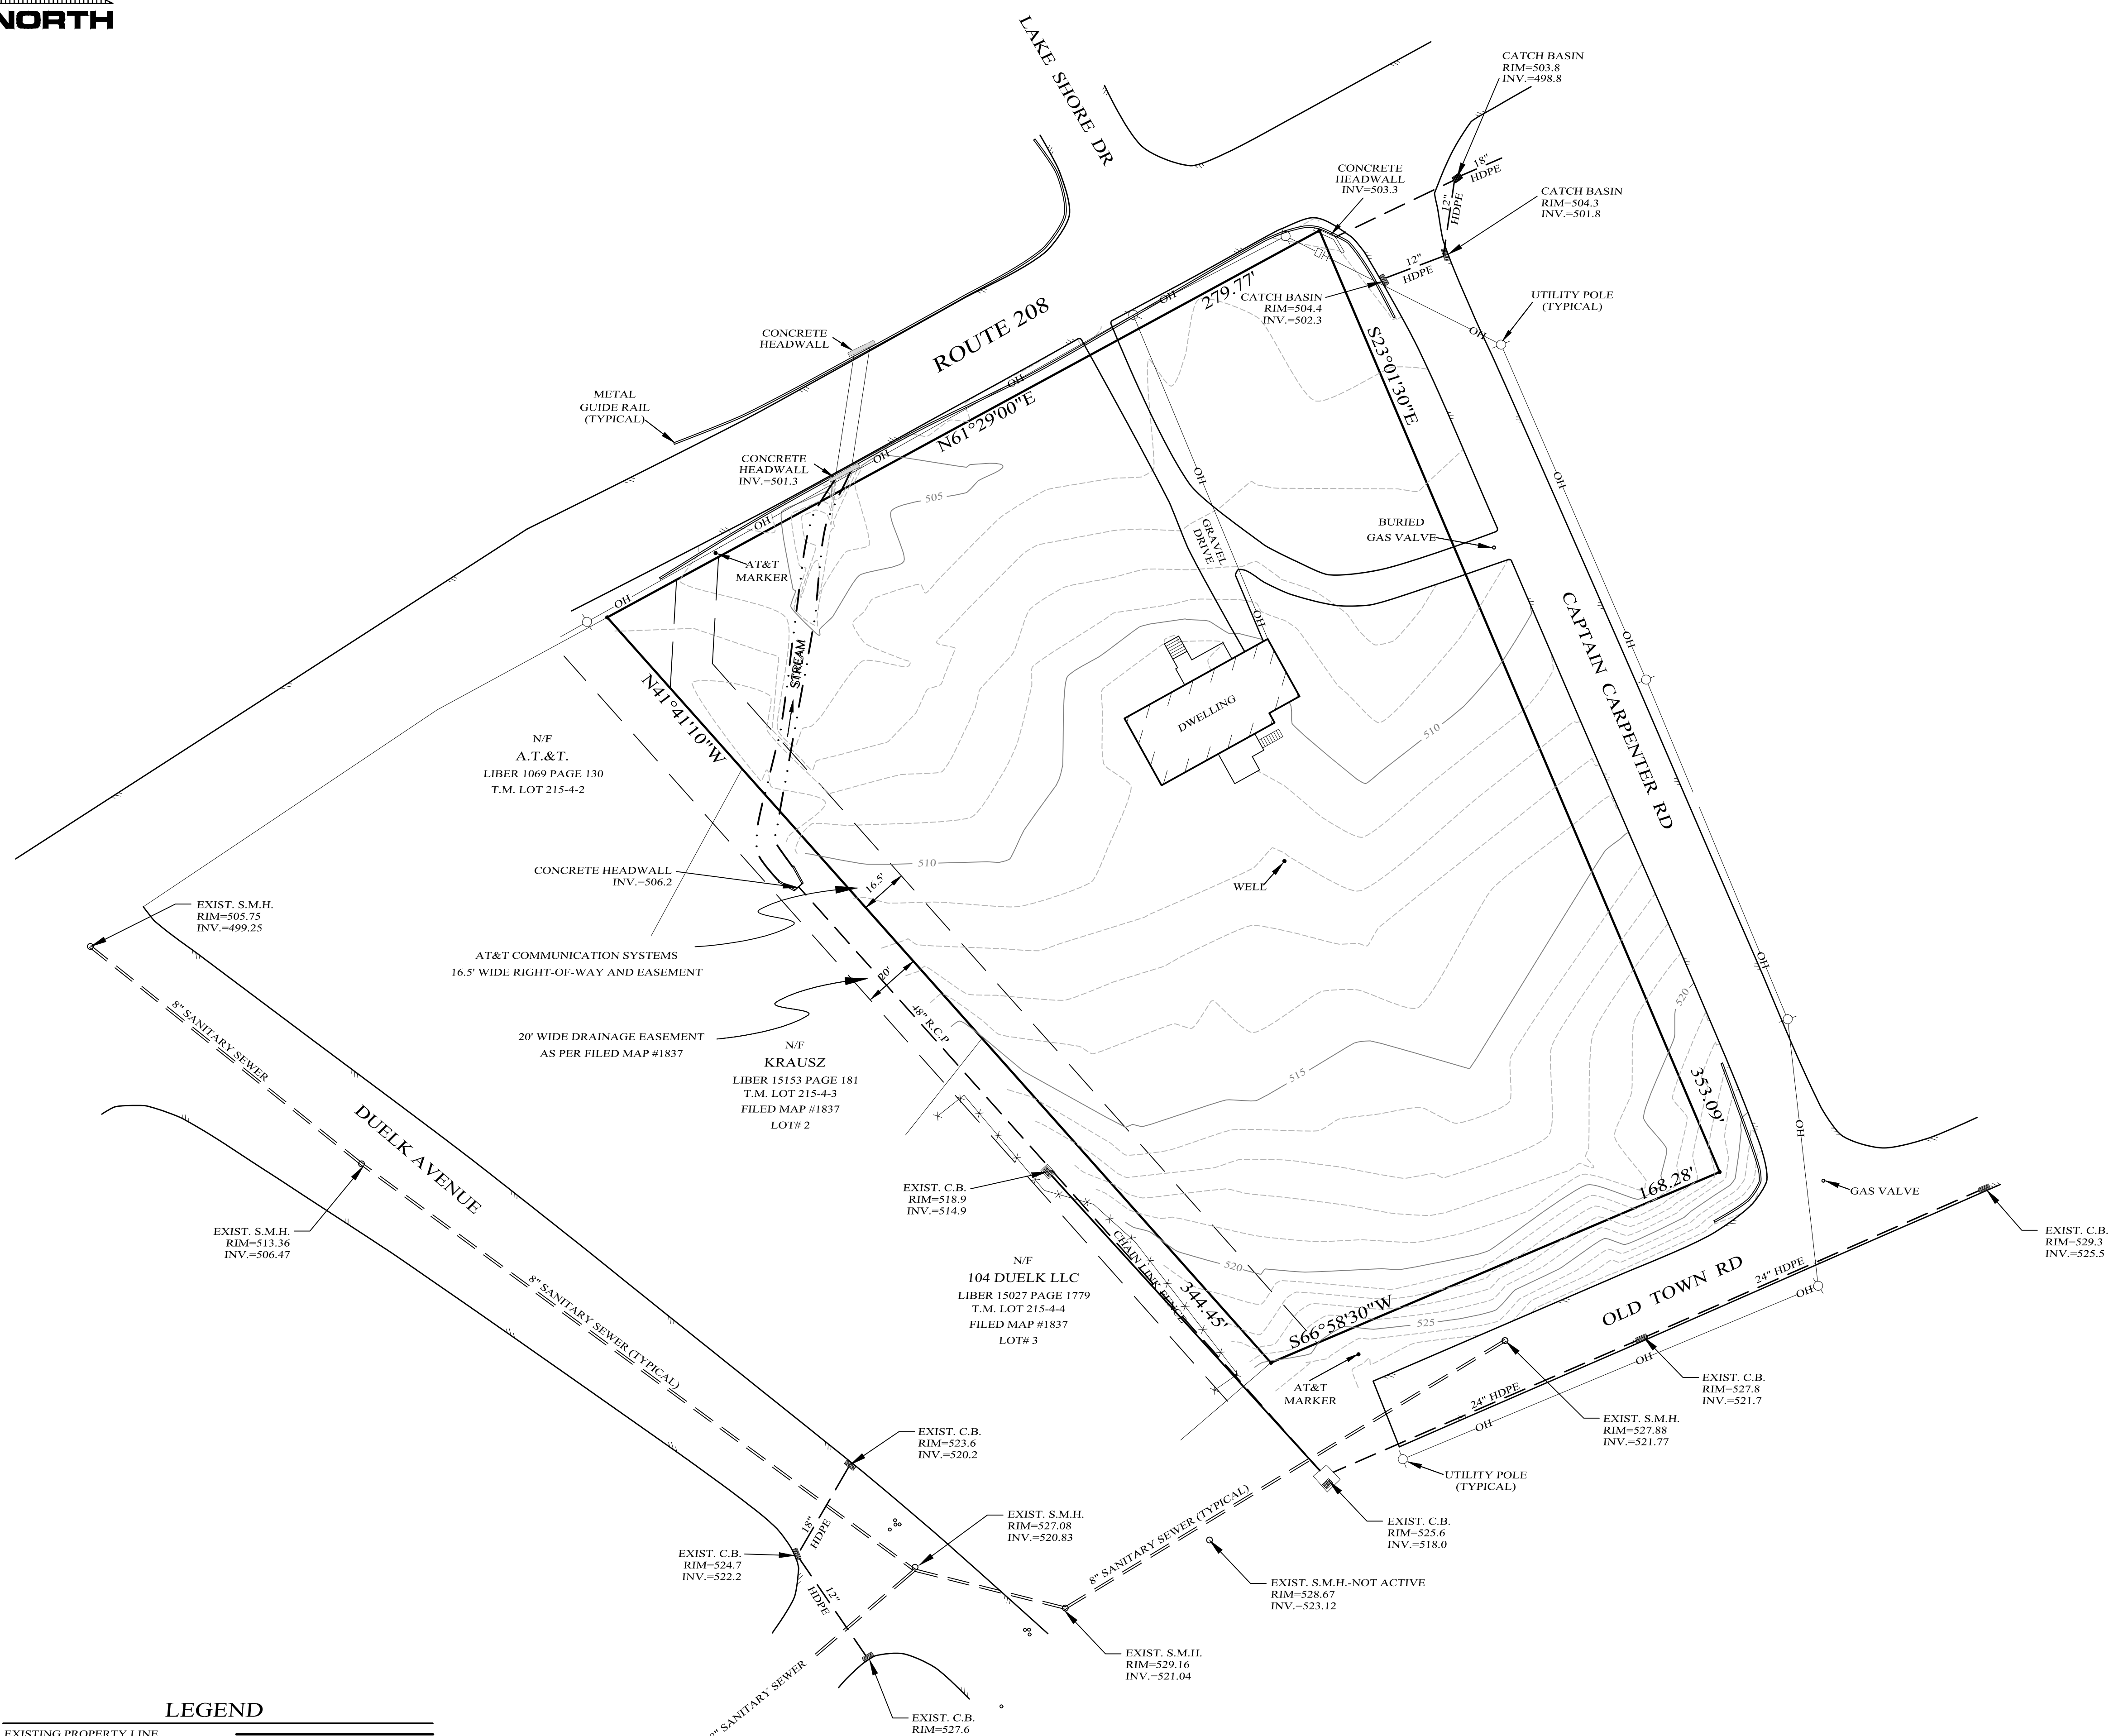 NORTH
LAKE SHORE DR
CATCH BASIN
RIM=503.8
INV.=498.8
18"
HDPE
12"
HDPE
CONCRETE
HEADWALL
INV=503.3
CATCH BASIN
RIM=504.3
INV.=501.8
12"
HDPE
279.77'
CATCH BASIN
RIM=504.4
INV.=502.3
UTILITY POLE
(TYPICAL)
OH
OH
ROUTE 208
CONCRETE
HEADWALL
S23°01'30"E
OH
N61°29'00"E
METAL
GUIDE RAIL
(TYPICAL)
CONCRETE
HEADWALL
INV.=501.3
OH
505
OH
OH
OH
GRAVEL
DRIVE
BURIED
GAS VALVE
AT&T
MARKER
OH
OH
OH
CAPTAIN CARPENTER RD
STREAM
N41°41'10"W
DWELLING
510
N/F
A.T.&T.
LIBER 1069 PAGE 130
T.M. LOT 215-4-2
CONCRETE HEADWALL
INV.=506.2
510
16.5'
WELL
EXIST. S.M.H.
RIM=505.75
INV.=499.25
AT&T COMMUNICATION SYSTEMS
16.5' WIDE RIGHT-OF-WAY AND EASEMENT
20'
48" R.C.P
OH
520
8" SANITARY SEWER
20' WIDE DRAINAGE EASEMENT
AS PER FILED MAP #1837
N/F
KRAUSZ
LIBER 15153 PAGE 181
T.M. LOT 215-4-3
FILED MAP #1837
LOT# 2
515
353.09'
OH
DUELK AVENUE
EXIST. C.B.
RIM=518.9
INV.=514.9
168.28'
GAS VALVE
EXIST. S.M.H.
RIM=513.36
INV.=506.47
EXIST. C.B.
RIM=529.3
INV.=525.5
CHAIN LINK FENCE
N/F
104 DUELK LLC
LIBER 15027 PAGE 1779
T.M. LOT 215-4-4
FILED MAP #1837
LOT# 3
520
344.45'
S66°58'30"W
525
OLD TOWN RD
24" HDPE
OH
8" SANITARY SEWER (TYPICAL)
AT&T
MARKER
OH
24" HDPE
OH
EXIST. C.B.
RIM=527.8
INV.=521.7
EXIST. S.M.H.
RIM=527.88
INV.=521.77
EXIST. C.B.
RIM=523.6
INV.=520.2
UTILITY POLE
(TYPICAL)
8" SANITARY SEWER (TYPICAL)
EXIST. S.M.H.
RIM=527.08
INV.=520.83
EXIST. C.B.
RIM=525.6
INV.=518.0
18"
HDPE
EXIST. C.B.
RIM=524.7
INV.=522.2
12"
HDPE
EXIST. S.M.H.-NOT ACTIVE
RIM=528.67
INV.=523.12
EXIST. S.M.H.
RIM=529.16
INV.=521.04
SANITARY SEWER
EXIST. C.B.
RIM=527.6
LEGEND
EXISTING PROPERTY LINE